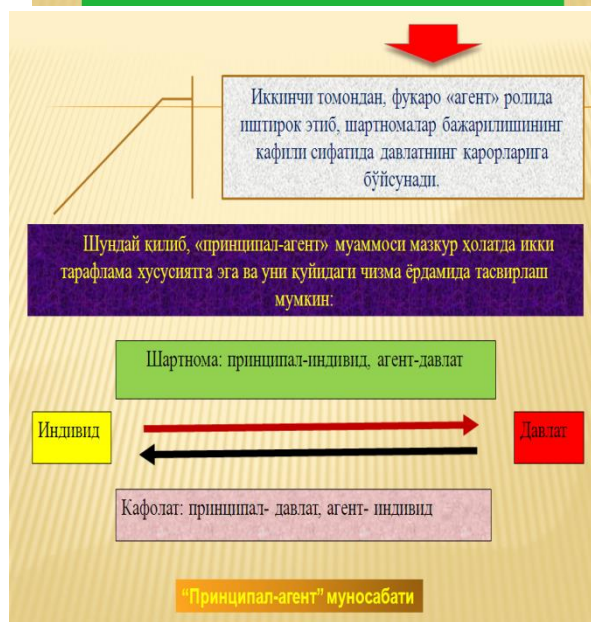 Иккинчи томондан, фуқаро «агент» ролида
иштирок этиб, шартномалар бажарилишининг
кафили сифатида давлатнинг қарорларига
бўйсунади.
Шундай қилиб, «принципал-агент» муаммоси мазкур ҳолатда икки
тарафлама хусусиятга эга ва уни қуйидаги чизма ёрдамида тасвирлаш
мумкин:
Шартнома: принципал-индивид, агент-давлат
Индивид
Давлат
Кафолат: принципал- давлат, агент- индивид
“Принципал-агент” муносабати